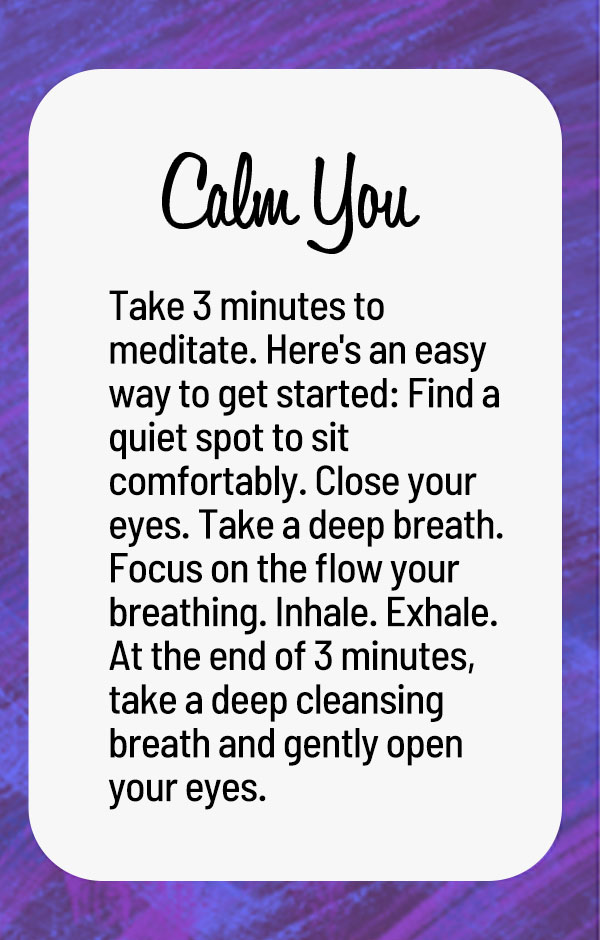 Calm You
Take 3 minutes to
meditate. Here's an easy
way to get started: Find a
quiet spot to sit
comfortably. Close your
eyes. Take a deep breath.
Focus on the flow your
breathing. Inhale. Exhale.
At the end of 3 minutes,
take a deep cleansing
breath and gently open
your eyes.